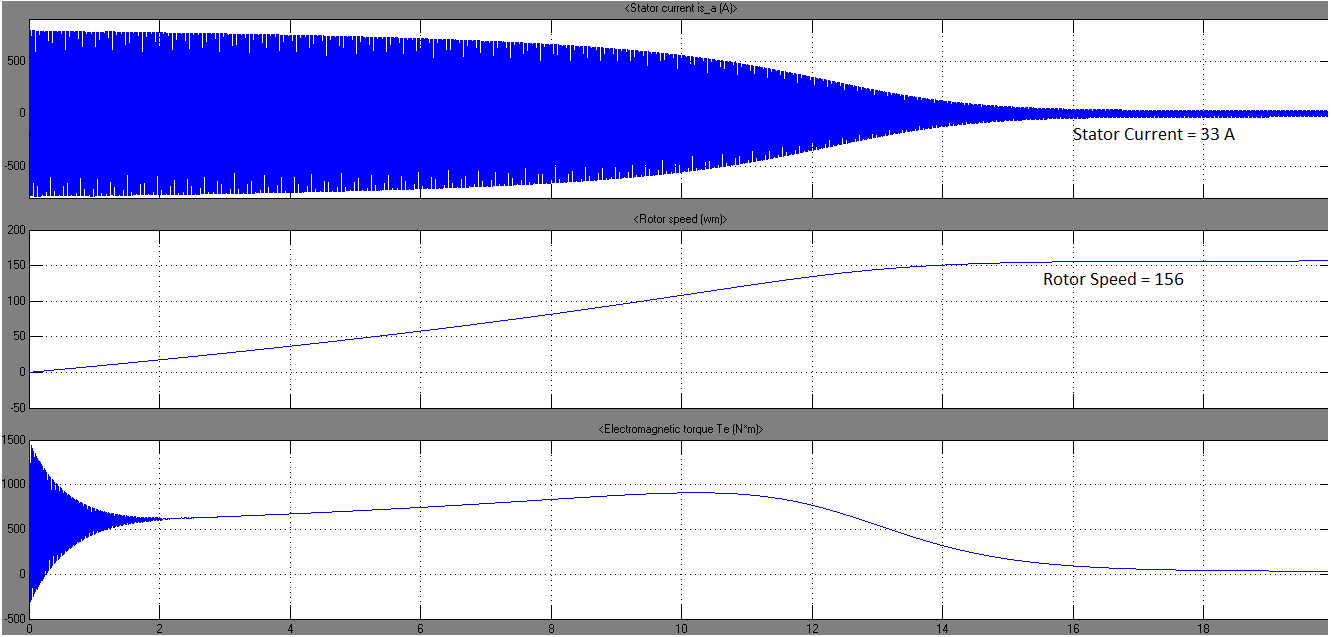 <Stator current is_a (A)>
500
0
-500
Stator Current = 33 A
<Rotor speed (wm)>
200
150
100
50
0
-50
Rotor Speed = 156
<Electromagnetic torque Te (N*m)>
1500
1000
500
0
-500
0 2 4 6 8 10 12 14 16 18